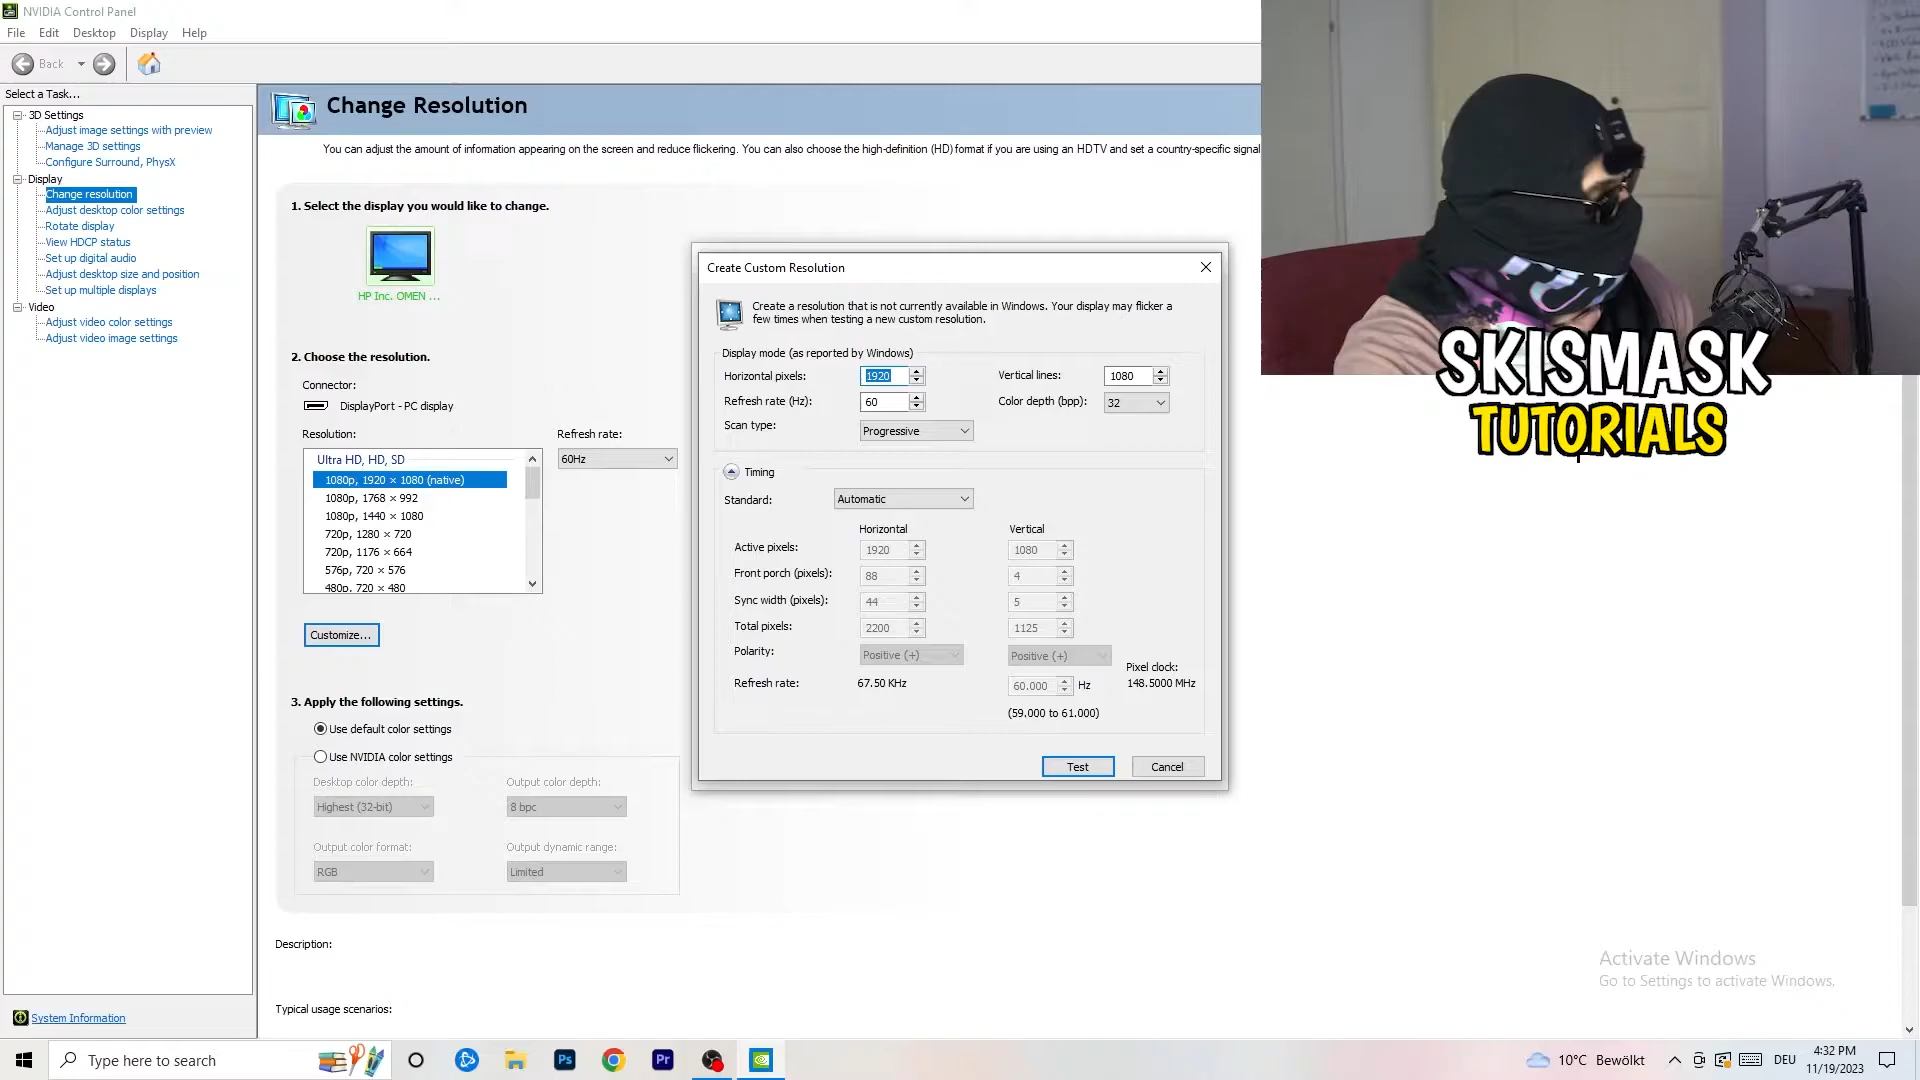 NVIDIA Control Panel
File Edit Desktop Display Help
Back
Select a Task...
3D Settings
Adjust image settings with preview
Manage 3D settings
Configure Surround, PhysX
Display
Change resolution
Adjust desktop color settings
Rotate display
View HDCP status
Set up digital audio
Adjust desktop size and position
Set up multiple displays
Video
Adjust video color settings
Adjust video image settings
System Information
Change Resolution
You can adjust the amount of information appearing on the screen and reduce flickering. You can also choose the high-definition (HD) format if you are using an HDTV and set a country-specific signal
1. Select the display you would like to change.
HP Inc. OMEN ...
2. Choose the resolution.
Connector:
DisplayPort - PC display
Resolution:
Refresh rate:
60Hz
Ultra HD, HD, SD
1080p, 1920 × 1080 (native)
1080p, 1768 × 992
1080p, 1440 × 1080
720p, 1280 × 720
720p, 1176 × 664
576p, 720 × 576
480p, 720 × 480
Customize...
3. Apply the following settings.
Use default color settings
Use NVIDIA color settings
Desktop color depth: Output color depth:
Highest (32-bit) 8 bpc
Output color format: Output dynamic range:
RGB Limited
Description:
Typical usage scenarios:
Create Custom Resolution
Create a resolution that is not currently available in Windows. Your display may flicker a
few times when testing a new custom resolution.
Display mode (as reported by Windows)
Horizontal pixels: 1920 Vertical lines: 1080
Refresh rate (Hz): 60 Color depth (bpp): 32
Scan type: Progressive
Timing
Standard: Automatic
Horizontal Vertical
Active pixels: 1920 1080
Front porch (pixels): 88 4
Sync width (pixels): 44 5
Total pixels: 2200 1125
Polarity: Positive (+) Positive (+)
Pixel clock:
Refresh rate: 67.50 KHz 60.000 Hz 148.5000 MHz
(59.000 to 61.000)
Test Cancel
SKISMASK
TUTORIALS
Activate Windows
Go to Settings to activate Windows.
Type here to search
Ps
Pr
10°C Bewölkt
DEU
4:32 PM
11/19/2023